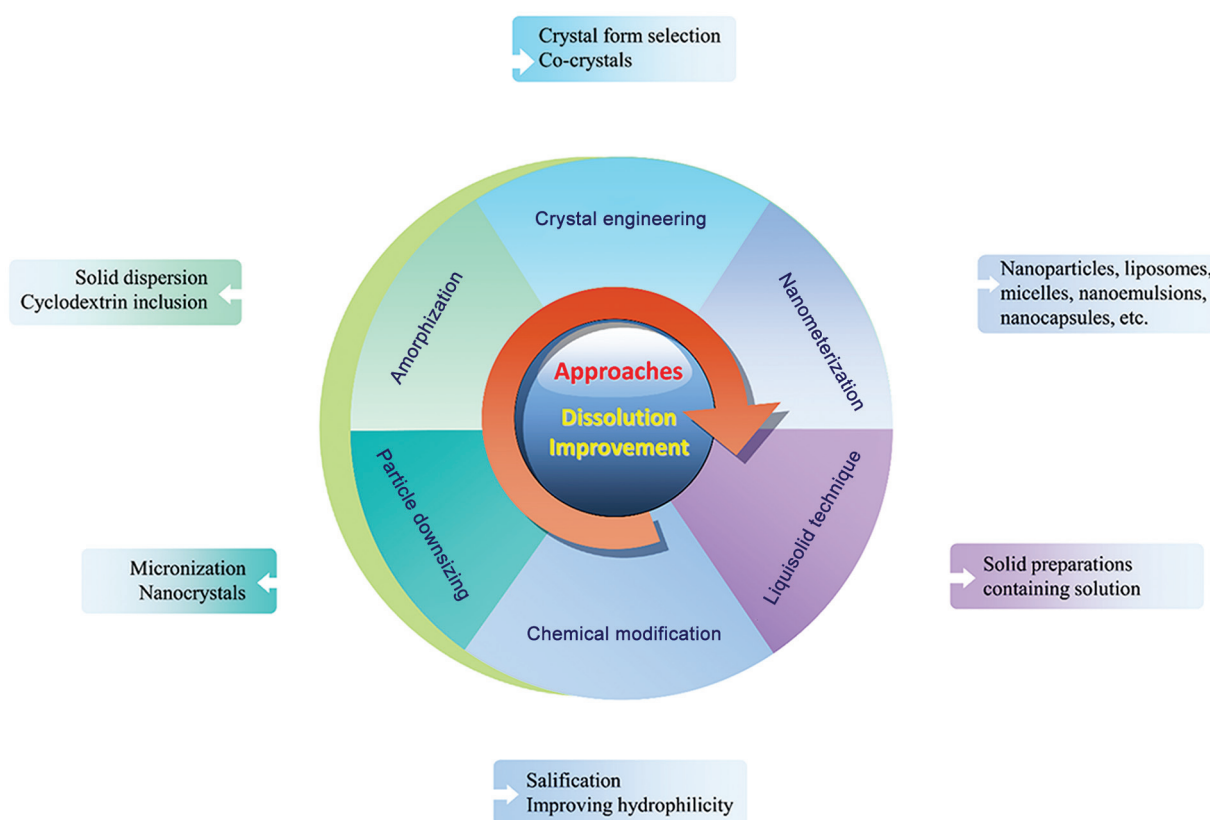 Crystal form selection
Co-crystals
Crystal engineering
Nanometerization
Nanoparticles, liposomes,
micelles, nanoemulsions,
nanocapsules, etc.
Solid dispersion
Cyclodextrin inclusion
Amorphization
Approaches
Dissolution
Improvement
Particle downsizing
Liquisolid technique
Micronization
Nanocrystals
Solid preparations
containing solution
Chemical modification
Salification
Improving hydrophilicity